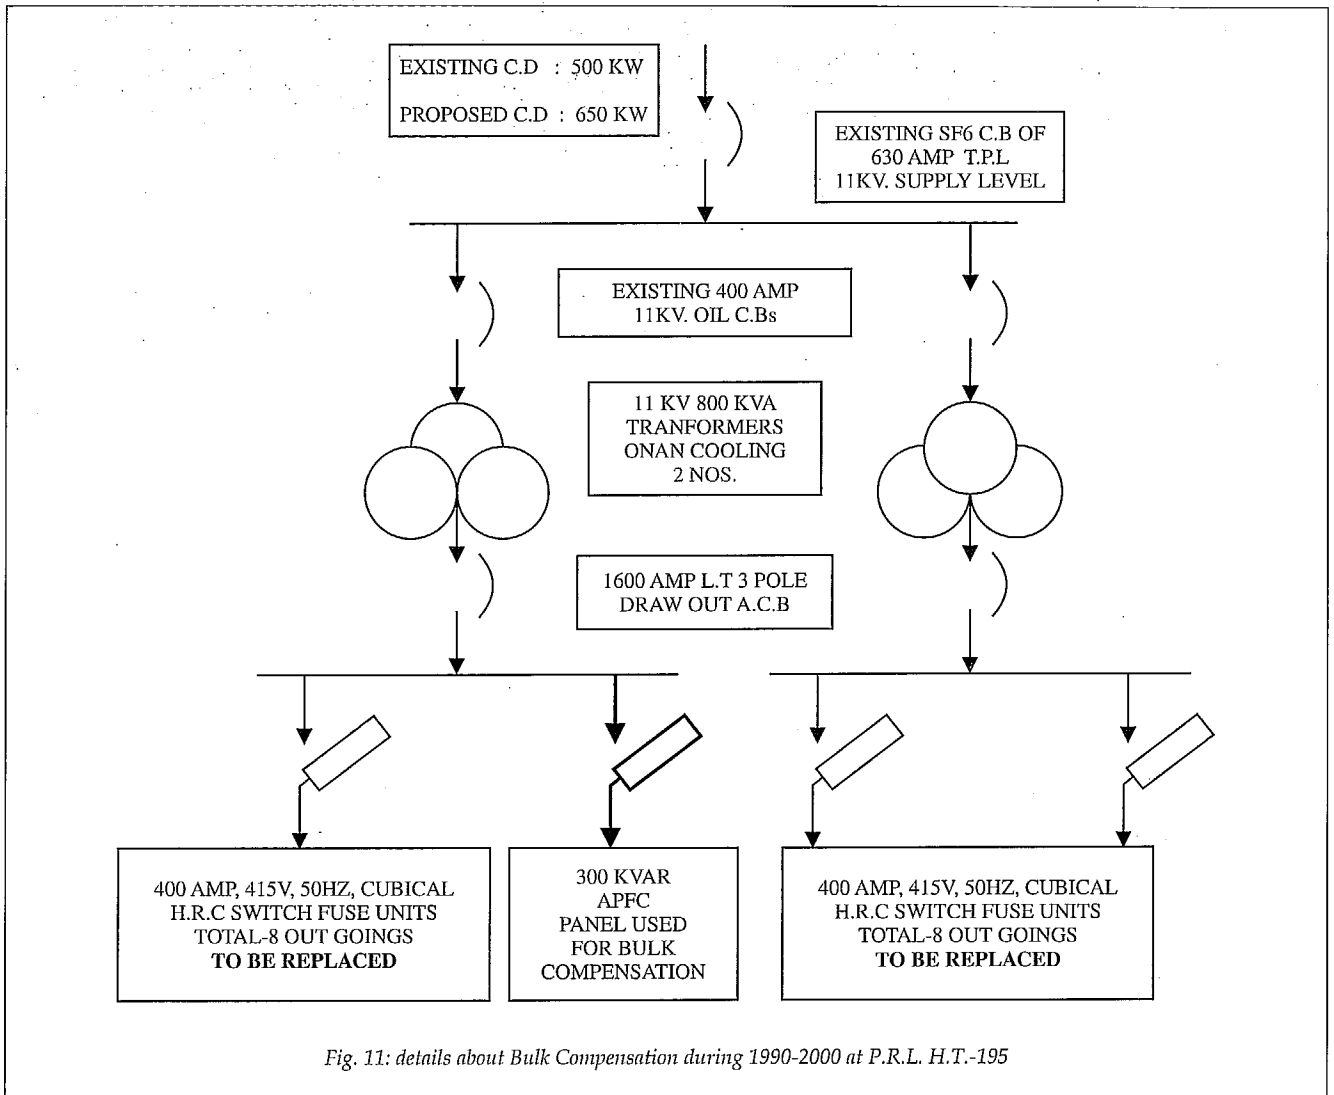 EXISTING C.D : 500 KW
PROPOSED C.D : 650 KW
EXISTING SF6 C.B OF
630 AMP T.P.L
11KV. SUPPLY LEVEL
EXISTING 400 AMP
11KV. OIL C.Bs
11 KV 800 KVA
TRANFORMERS
ONAN COOLING
2 NOS.
1600 AMP L.T 3 POLE
DRAW OUT A.C.B
400 AMP, 415V, 50HZ, CUBICAL
H.R.C SWITCH FUSE UNITS
TOTAL-8 OUT GOINGS
TO BE REPLACED
300 KVAR
APFC
PANEL USED
FOR BULK
COMPENSATION
400 AMP, 415V, 50HZ, CUBICAL
H.R.C SWITCH FUSE UNITS
TOTAL-8 OUT GOINGS
TO BE REPLACED
Fig. 11: details about Bulk Compensation during 1990-2000 at P.R.L. H.T.-195